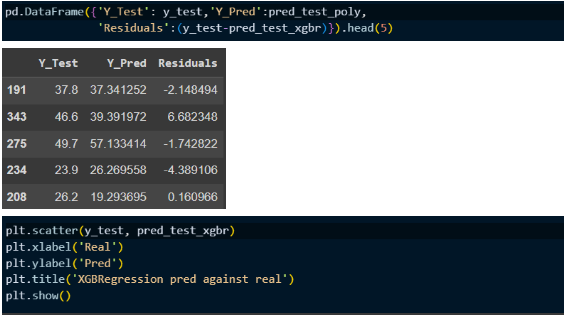 pd.DataFrame({'Y_Test': y_test,'Y_Pred':pred_test_poly,
'Residuals':(y_test-pred_test_xgbr)}).head(5)
Y_Test Y_Pred Residuals
191 37.8 37.341252 -2.148494
343 46.6 39.391972 6.682348
275 49.7 57.133414 -1.742822
234 23.9 26.269558 -4.389106
208 26.2 19.293695 0.160966
plt.scatter(y_test, pred_test_xgbr)
plt.xlabel('Real')
plt.ylabel('Pred')
plt.title('XGBRegression pred against real')
plt.show()